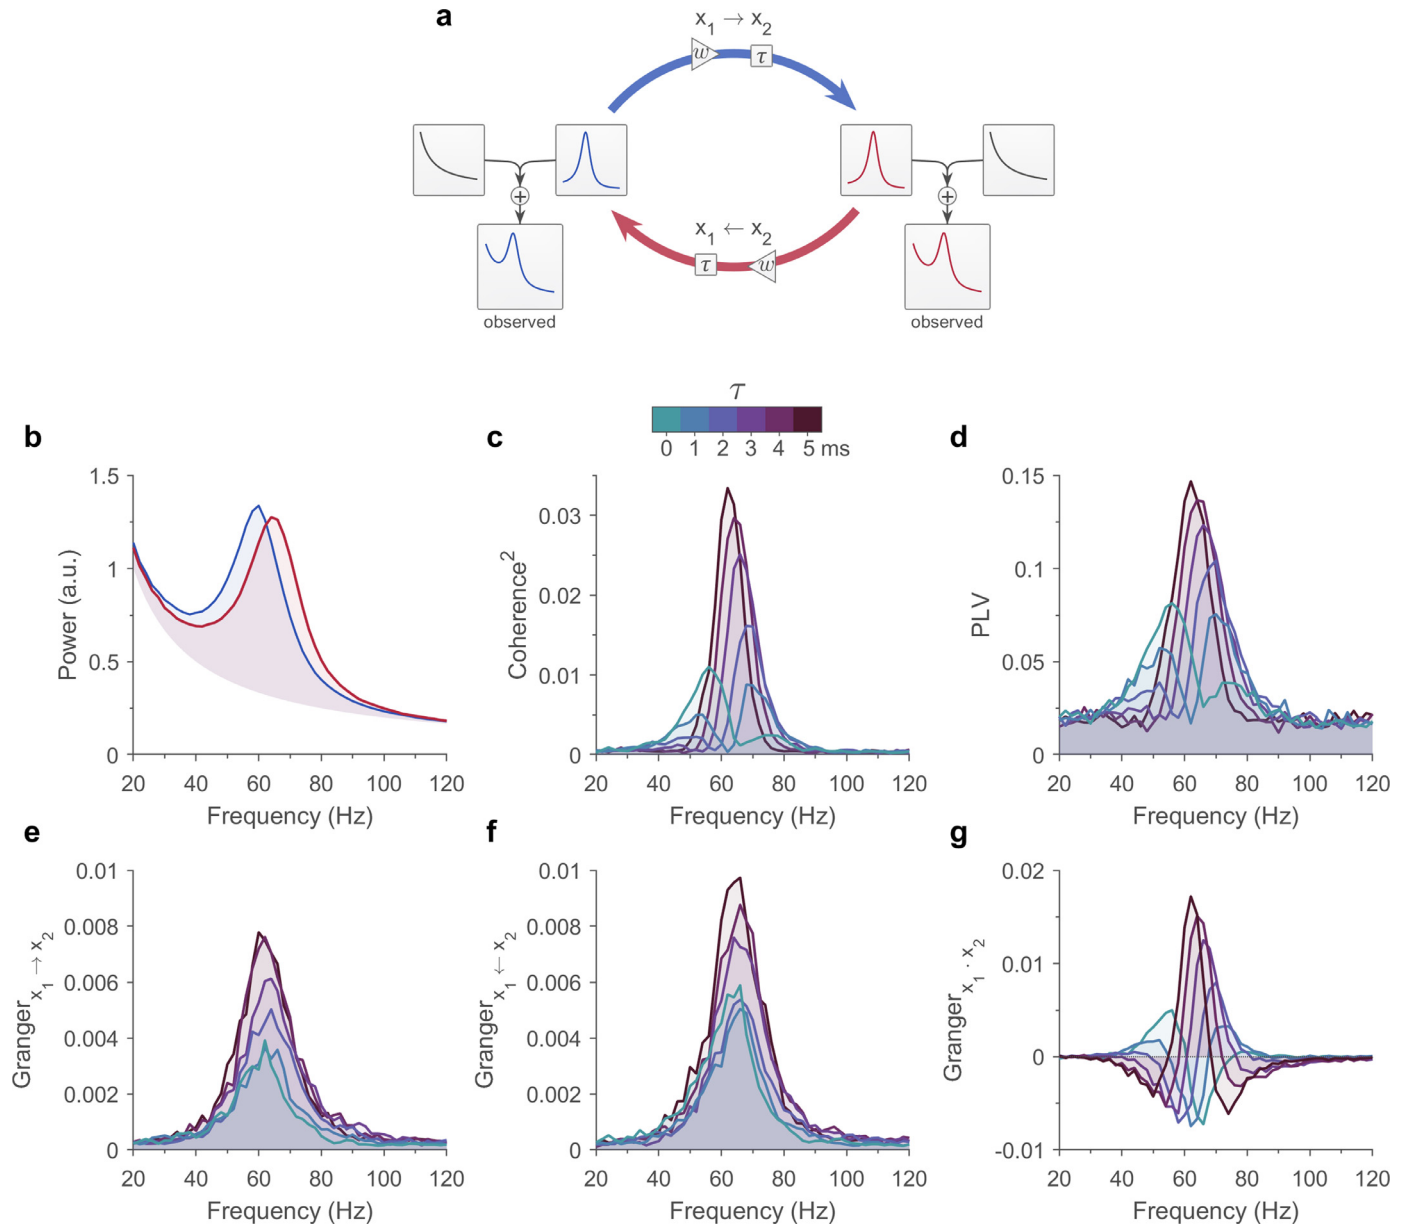 a
x1 → x2
w τ
x1 ← x2
τ w
+
+
observed
observed
τ
0 1 2 3 4 5 ms
b
1.5
1
0.5
0
Power (a.u.)
20 40 60 80 100 120
Frequency (Hz)
c
0.03
0.02
0.01
0
Coherence²
20 40 60 80 100 120
Frequency (Hz)
d
0.15
0.1
0.05
0
PLV
20 40 60 80 100 120
Frequency (Hz)
e
0.01
0.008
0.006
0.004
0.002
0
Granger x1 → x2
20 40 60 80 100 120
Frequency (Hz)
f
0.01
0.008
0.006
0.004
0.002
0
Granger x1 ← x2
20 40 60 80 100 120
Frequency (Hz)
g
0.02
0.01
0
-0.01
Granger x1 · x2
20 40 60 80 100 120
Frequency (Hz)